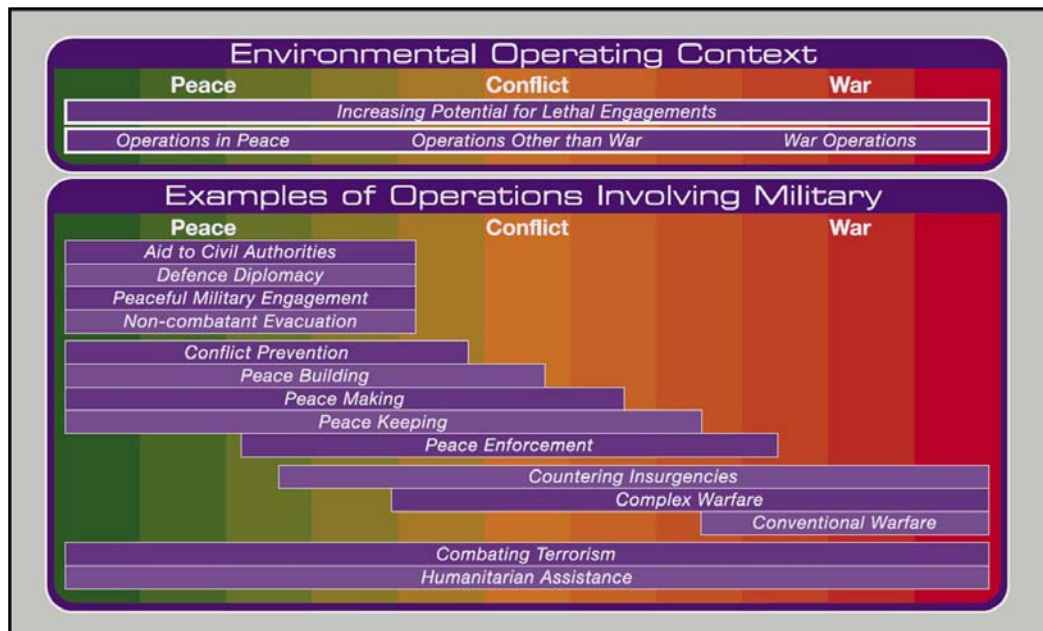 Environmental Operating Context
Peace Conflict War
Increasing Potential for Lethal Engagements
Operations in Peace Operations Other than War War Operations
Examples of Operations Involving Military
Peace Conflict War
Aid to Civil Authorities
Defence Diplomacy
Peaceful Military Engagement
Non-combatant Evacuation
Conflict Prevention
Peace Building
Peace Making
Peace Keeping
Peace Enforcement
Countering Insurgencies
Complex Warfare
Conventional Warfare
Combating Terrorism
Humanitarian Assistance